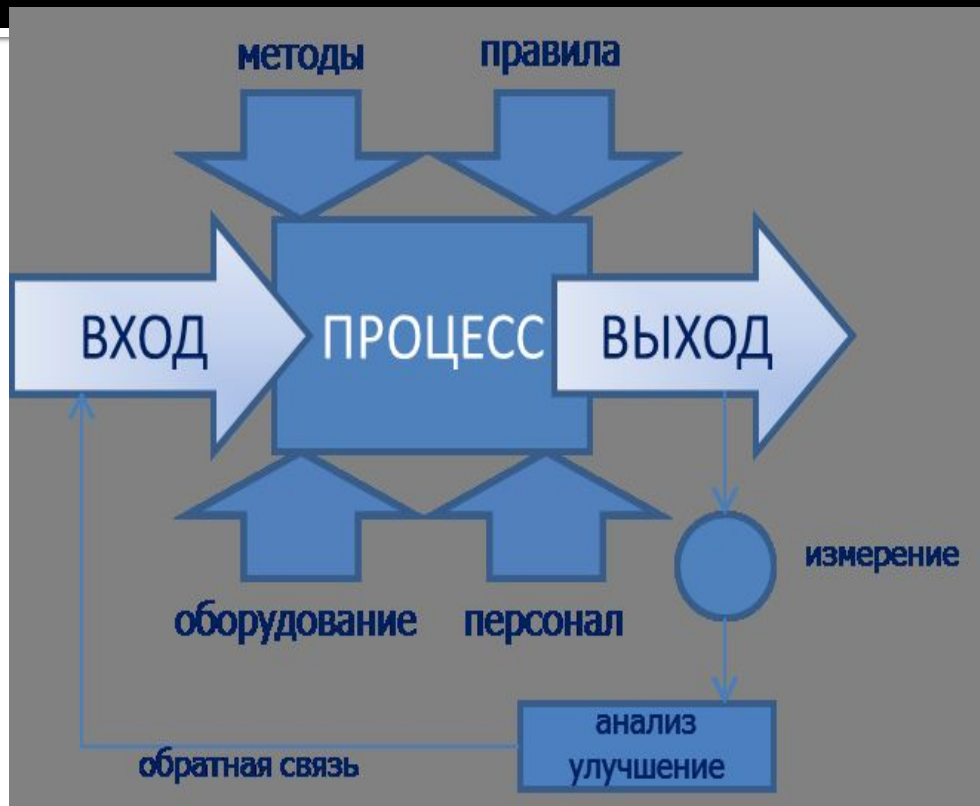 методы
правила
ВХОД
ПРОЦЕСС
ВЫХОД
измерение
оборудование
персонал
анализ
улучшение
обратная связь